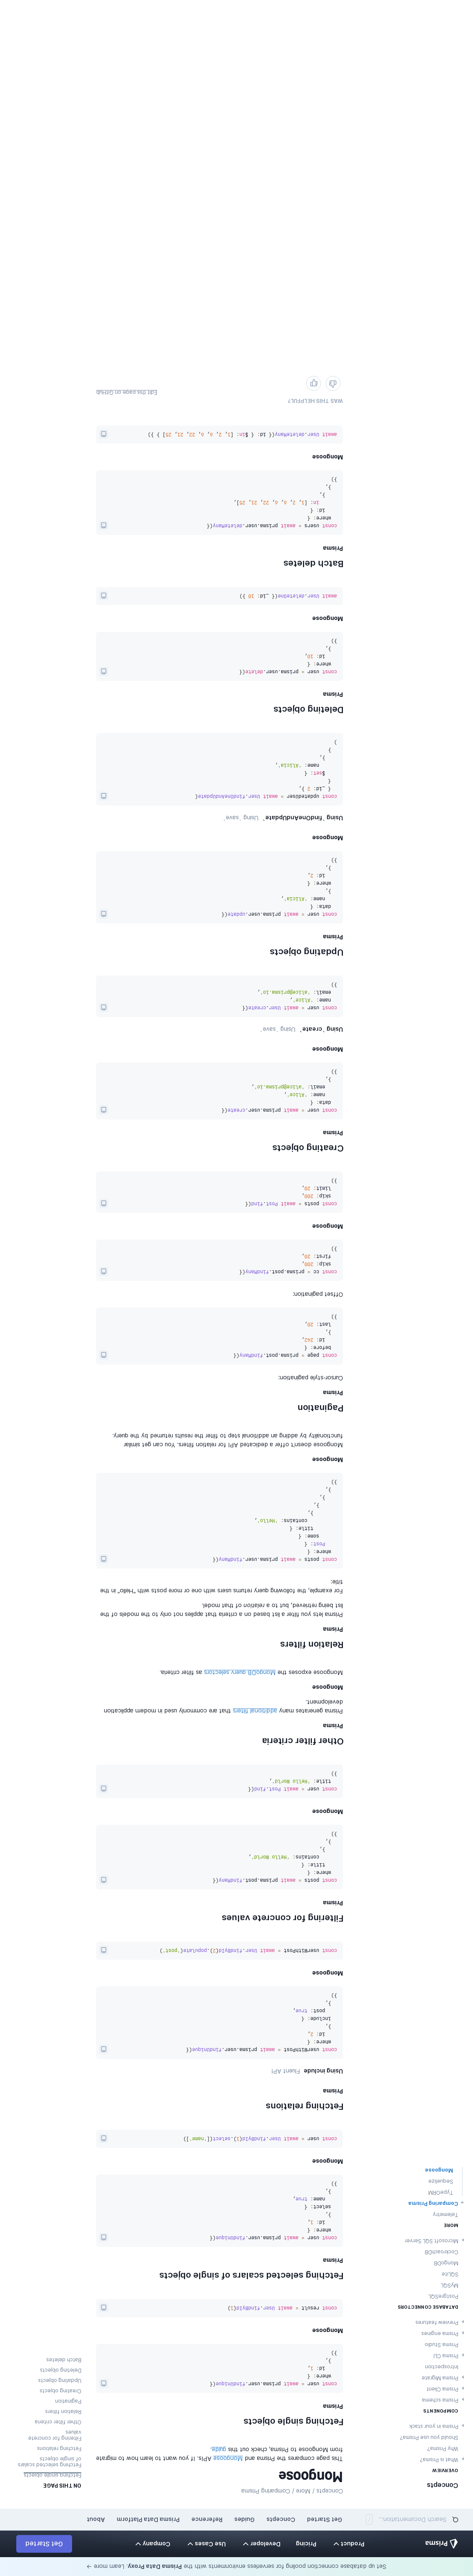 Set up database connection pooling for serverless environments with the Prisma Data Proxy. Learn more →
Prisma
Product
Pricing
Developer
Use Cases
Company
Get Started
Search Documentation...
Get Started
Concepts
Guides
Reference
Prisma Data Platform
About
Concepts
OVERVIEW
What is Prisma?
Why Prisma?
Should you use Prisma?
Prisma in your stack
COMPONENTS
Prisma schema
Prisma Client
Prisma Migrate
Introspection
Prisma CLI
Prisma Studio
Prisma engines
Preview features
DATABASE CONNECTORS
PostgreSQL
MySQL
SQLite
MongoDB
CockroachDB
Microsoft SQL Server
MORE
Telemetry
Comparing Prisma
TypeORM
Sequelize
Mongoose
Concepts / More / Comparing Prisma
Mongoose
This page compares the Prisma and Mongoose APIs. If you want to learn how to migrate
from Mongoose to Prisma, check out this guide.
Fetching single objects
Prisma
const user = await prisma.user.findUnique({
where: {
id: 1,
},
})
Mongoose
const result = await User.findById(1)
Fetching selected scalars of single objects
Prisma
const user = await prisma.user.findUnique({
where: {
id: 1,
},
select: {
name: true,
},
})
Mongoose
const user = await User.findById(1).select(['name'])
Fetching relations
Prisma
Using include Fluent API
const userWithPost = await prisma.user.findUnique({
where: {
id: 2,
},
include: {
post: true,
},
})
Mongoose
const userWithPost = await User.findById(2).populate('post')
Filtering for concrete values
Prisma
const posts = await prisma.post.findMany({
where: {
title: {
contains: 'Hello World',
},
},
})
Mongoose
const user = await Post.find({
title: 'Hello World',
})
Other filter criteria
Prisma
Prisma generates many additional filters that are commonly used in modern application
development.
Mongoose
Mongoose exposes the MongoDB query selectors as filter criteria.
Relation filters
Prisma
Prisma lets you filter a list based on a criteria that applies not only to the models of the
list being retrieved, but to a relation of that model.
For example, the following query returns users with one or more posts with "Hello" in the
title:
const posts = await prisma.user.findMany({
where: {
Post: {
some: {
title: {
contains: 'Hello',
},
},
},
},
})
Mongoose
Mongoose doesn't offer a dedicated API for relation filters. You can get similar
functionality by adding an additional step to filter the results returned by the query.
Pagination
Prisma
Cursor-style pagination:
const page = prisma.post.findMany({
before: {
id: 242,
},
last: 20,
})
Offset pagination:
const cc = prisma.post.findMany({
skip: 200,
first: 20,
})
Mongoose
const posts = await Post.find({
skip: 200,
limit: 20,
})
Creating objects
Prisma
const user = await prisma.user.create({
data: {
name: 'Alice',
email: 'alice@prisma.io',
},
})
Mongoose
Using `create` Using `save`
const user = await User.create({
name: 'Alice',
email: 'alice@prisma.io',
})
Updating objects
Prisma
const user = await prisma.user.update({
data: {
name: 'Alicia',
},
where: {
id: 2,
},
})
Mongoose
Using `findOneAndUpdate` Using `save`
const updatedUser = await User.findOneAndUpdate(
{ _id: 2 },
{
$set: {
name: 'Alicia',
},
}
)
Deleting objects
Prisma
const user = prisma.user.delete({
where: {
id: 10,
},
})
Mongoose
await User.deleteOne({ _id: 10 })
Batch deletes
Prisma
const users = await prisma.user.deleteMany({
where: {
id: {
in: [1, 2, 6, 6, 22, 21, 25],
},
},
})
Mongoose
await User.deleteMany({ id: { $in: [1, 2, 6, 6, 22, 21, 25] } })
WAS THIS HELPFUL?
Edit this page on GitHub
ON THIS PAGE
Fetching single objects
Fetching selected scalars
of single objects
Fetching relations
Filtering for concrete
values
Other filter criteria
Relation filters
Pagination
Creating objects
Updating objects
Deleting objects
Batch deletes